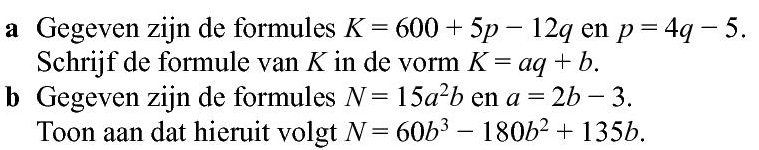 a Gegeven zijn de formules K = 600 + 5p − 12q en p = 4q − 5.
Schrijf de formule van K in de vorm K = aq + b.
b Gegeven zijn de formules N = 15a²b en a = 2b − 3.
Toon aan dat hieruit volgt N = 60b³ − 180b² + 135b.